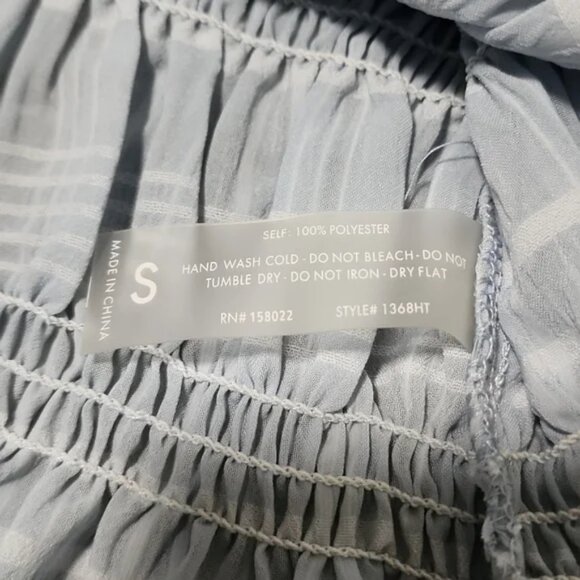 MADE IN CHINA
S
SELF: 100% POLYESTER
HAND WASH COLD - DO NOT BLEACH - DO NOT
TUMBLE DRY - DO NOT IRON - DRY FLAT
RN# 158022 STYLE# 1368HT